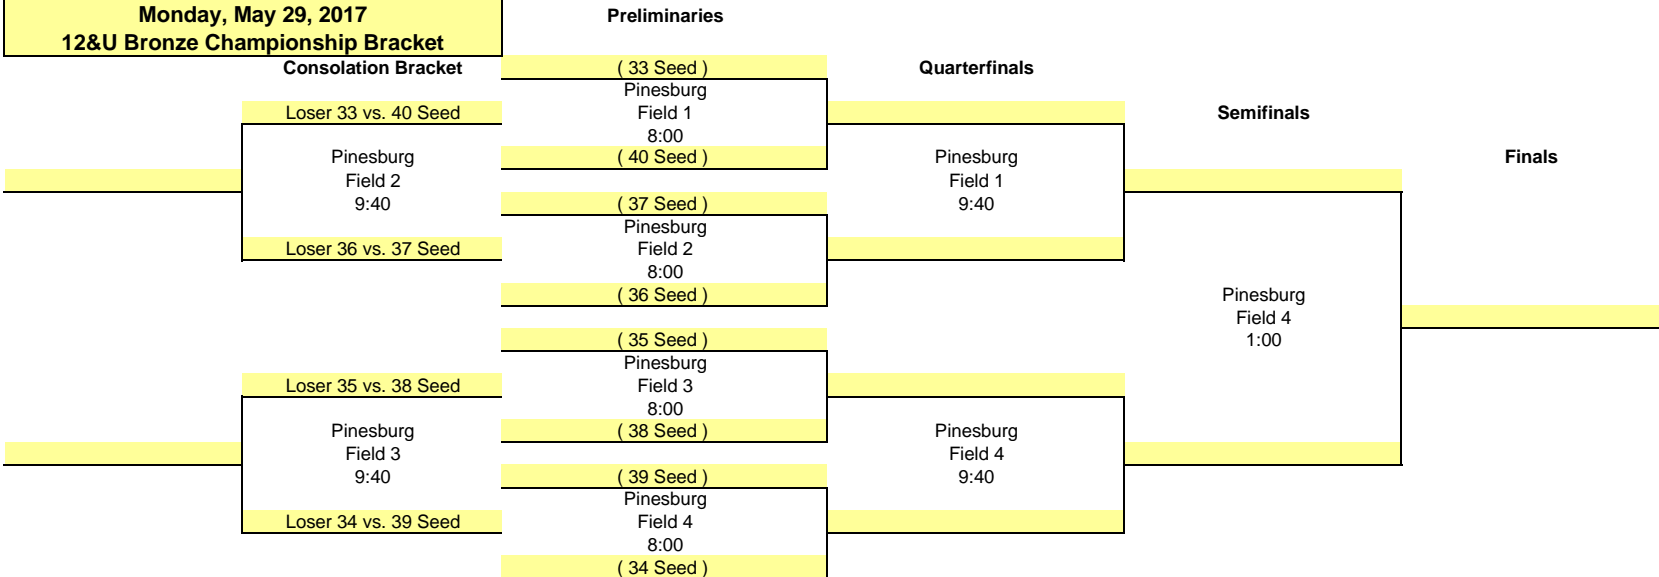 Monday, May 29, 2017
12&U Bronze Championship Bracket
Preliminaries
Consolation Bracket
( 33 Seed )
Quarterfinals
Pinesburg
Loser 33 vs. 40 Seed
Field 1
Semifinals
8:00
Pinesburg
( 40 Seed )
Pinesburg
Finals
Field 2
Field 1
9:40
( 37 Seed )
9:40
Pinesburg
Loser 36 vs. 37 Seed
Field 2
8:00
( 36 Seed )
Pinesburg
Field 4
( 35 Seed )
1:00
Pinesburg
Loser 35 vs. 38 Seed
Field 3
8:00
Pinesburg
( 38 Seed )
Pinesburg
Field 3
Field 4
9:40
( 39 Seed )
9:40
Pinesburg
Loser 34 vs. 39 Seed
Field 4
8:00
( 34 Seed )